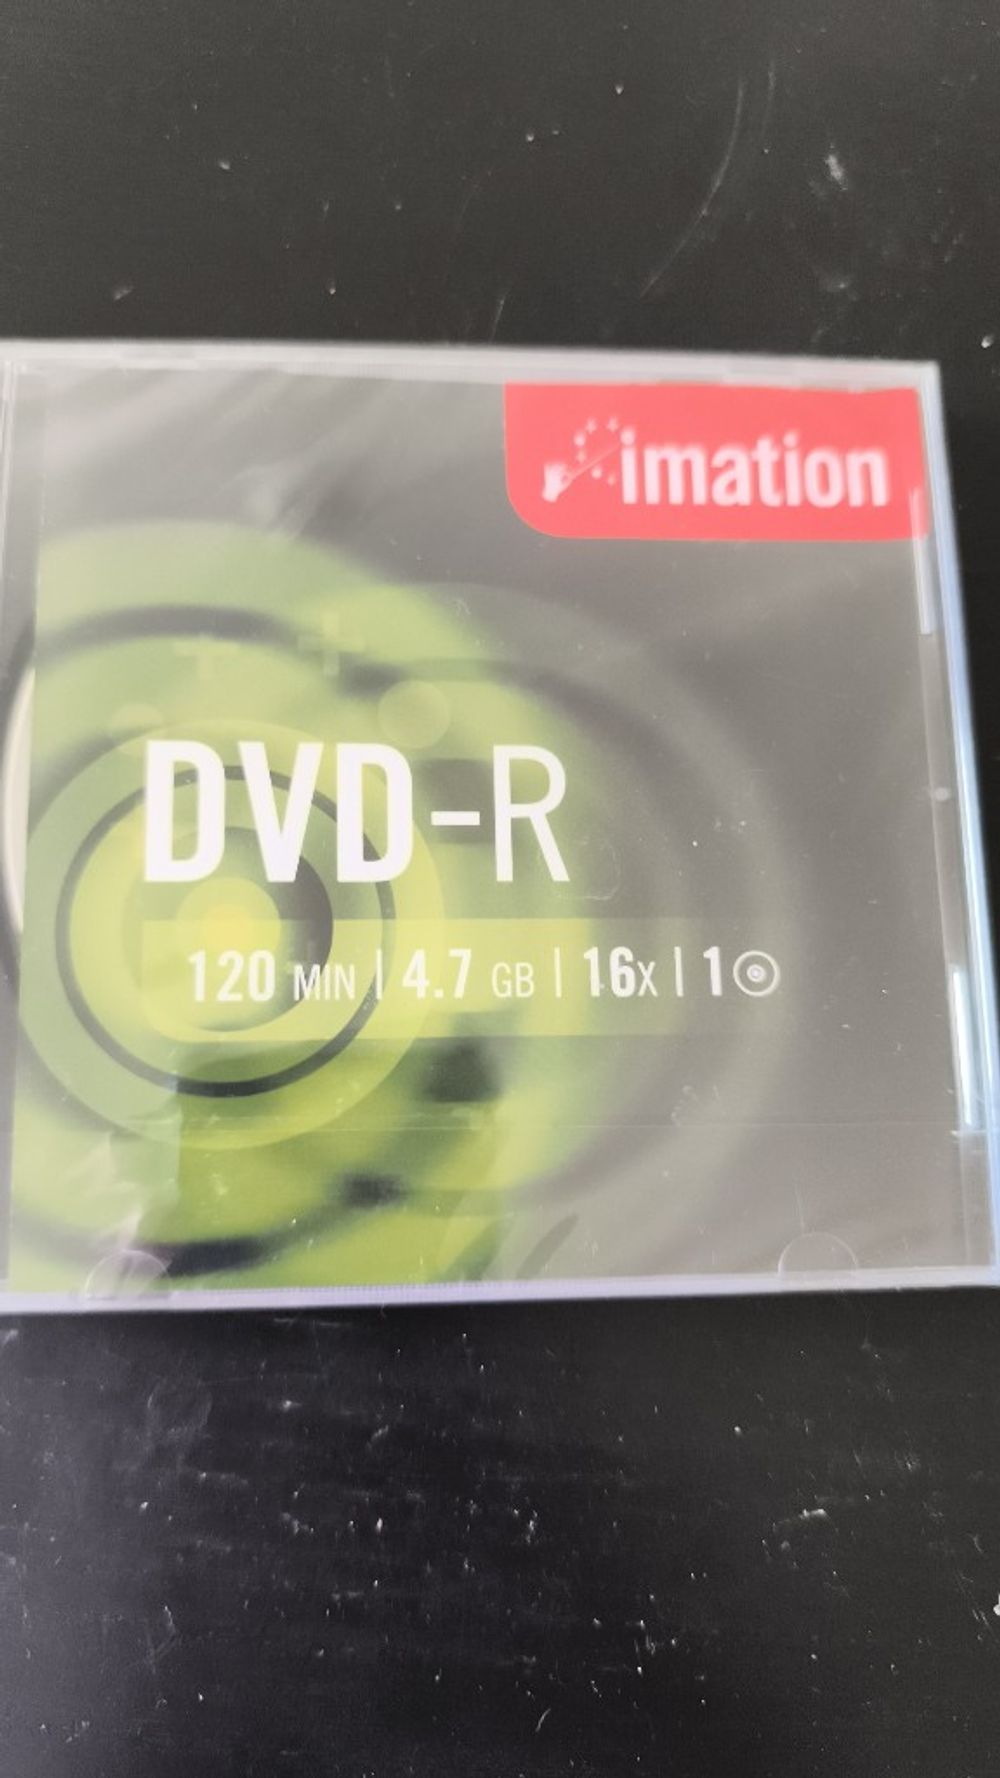 imation
DVD-R
120 MIN | 4.7 GB | 16X | 1